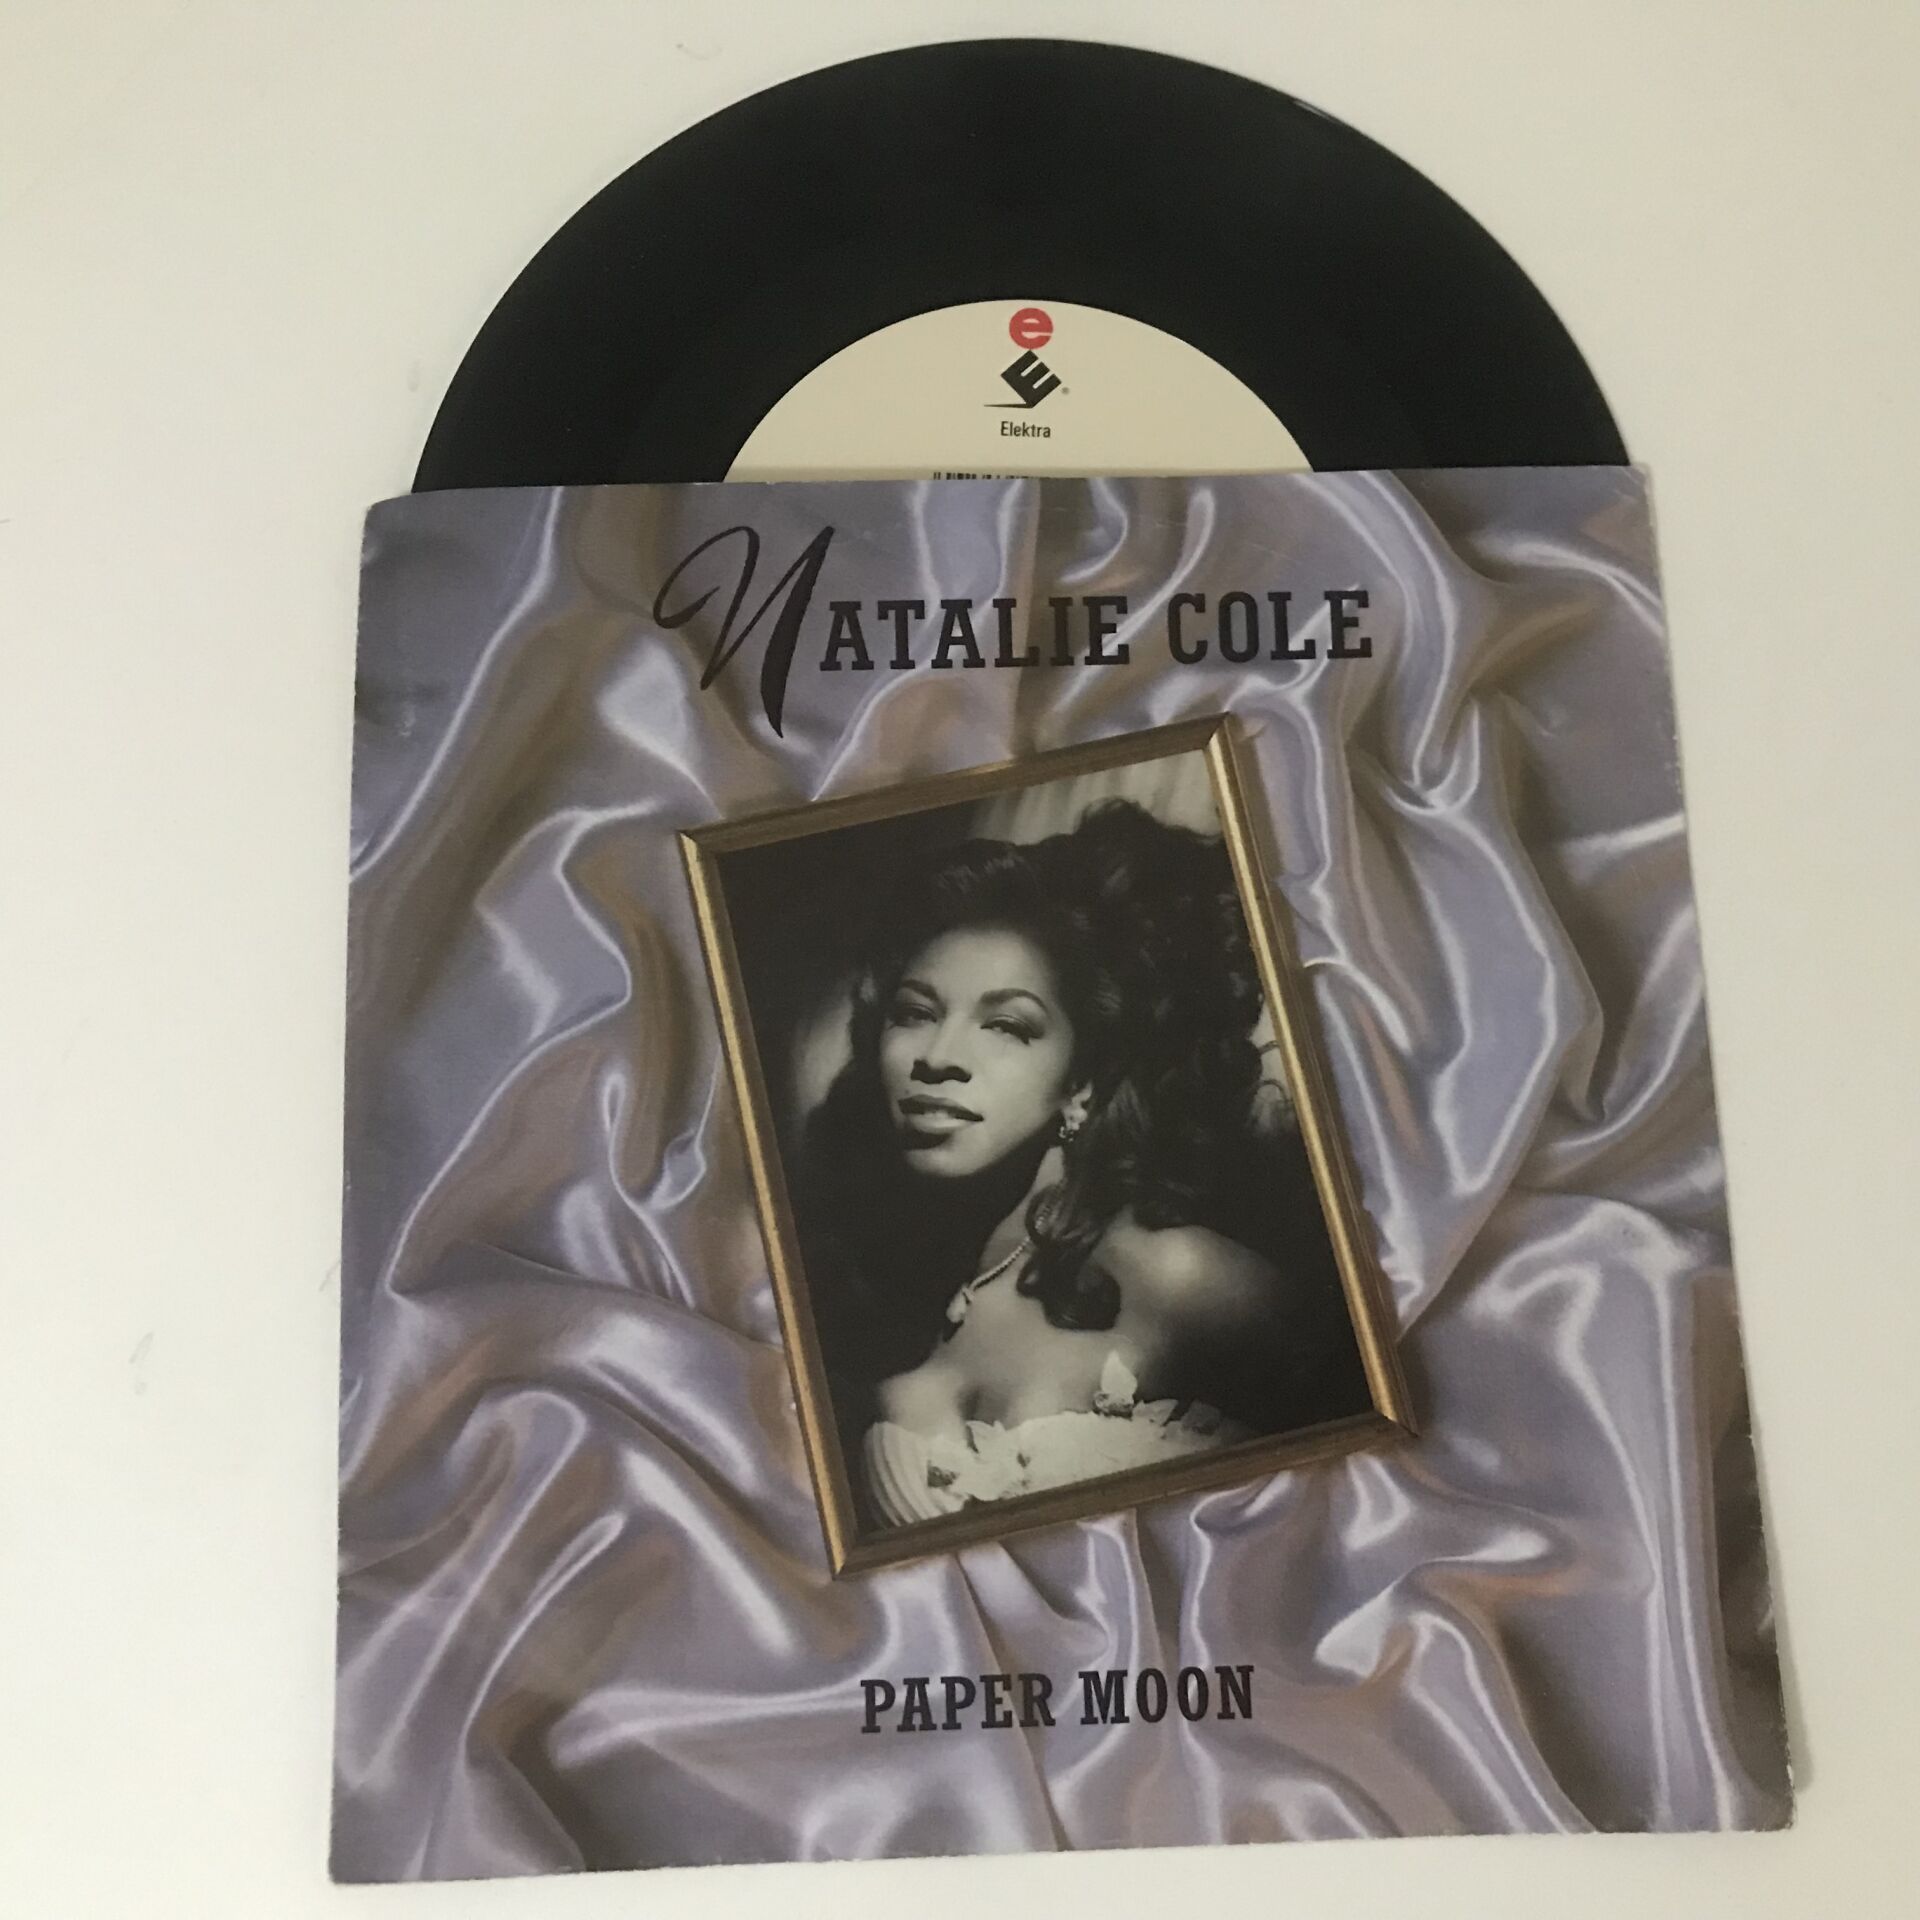 e
E®
Elektra
NATALIE COLE
PAPER MOON